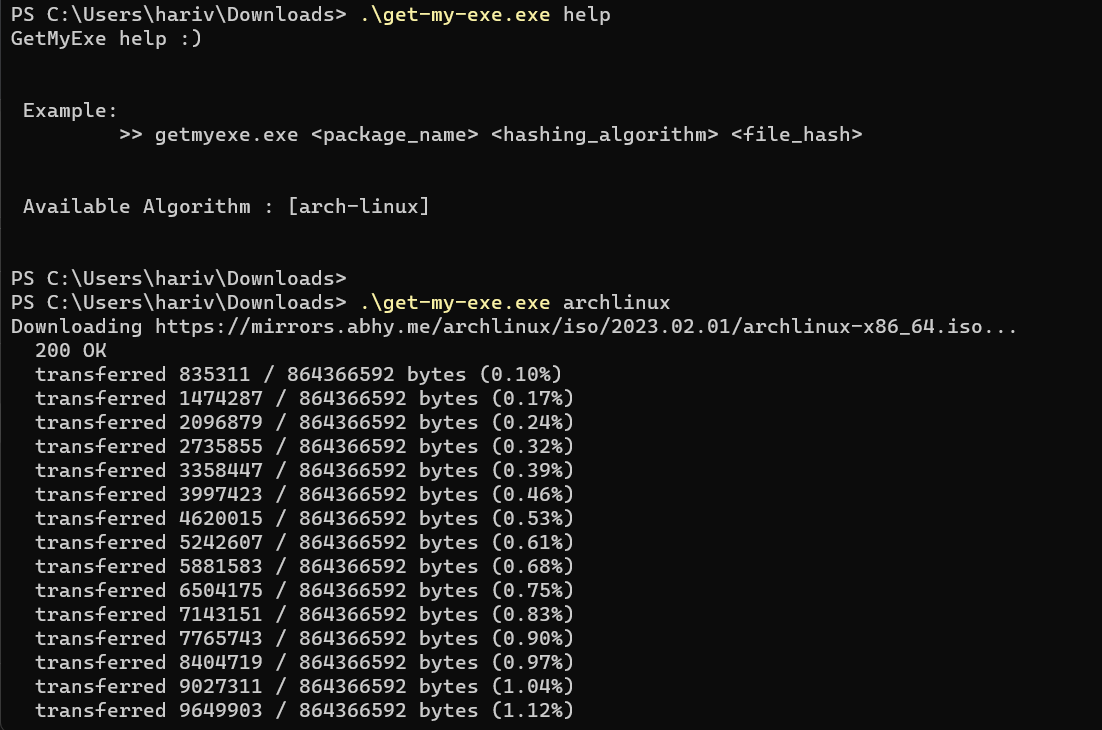 PS C:\Users\hariv\Downloads> .\get-my-exe.exe help
GetMyExe help :)
Example:
>> getmyexe.exe <package_name> <hashing_algorithm> <file_hash>
Available Algorithm : [arch-linux]
PS C:\Users\hariv\Downloads>
PS C:\Users\hariv\Downloads> .\get-my-exe.exe archlinux
Downloading https://mirrors.abhy.me/archlinux/iso/2023.02.01/archlinux-x86_64.iso...
200 OK
transferred 835311 / 864366592 bytes (0.10%)
transferred 1474287 / 864366592 bytes (0.17%)
transferred 2096879 / 864366592 bytes (0.24%)
transferred 2735855 / 864366592 bytes (0.32%)
transferred 3358447 / 864366592 bytes (0.39%)
transferred 3997423 / 864366592 bytes (0.46%)
transferred 4620015 / 864366592 bytes (0.53%)
transferred 5242607 / 864366592 bytes (0.61%)
transferred 5881583 / 864366592 bytes (0.68%)
transferred 6504175 / 864366592 bytes (0.75%)
transferred 7143151 / 864366592 bytes (0.83%)
transferred 7765743 / 864366592 bytes (0.90%)
transferred 8404719 / 864366592 bytes (0.97%)
transferred 9027311 / 864366592 bytes (1.04%)
transferred 9649903 / 864366592 bytes (1.12%)